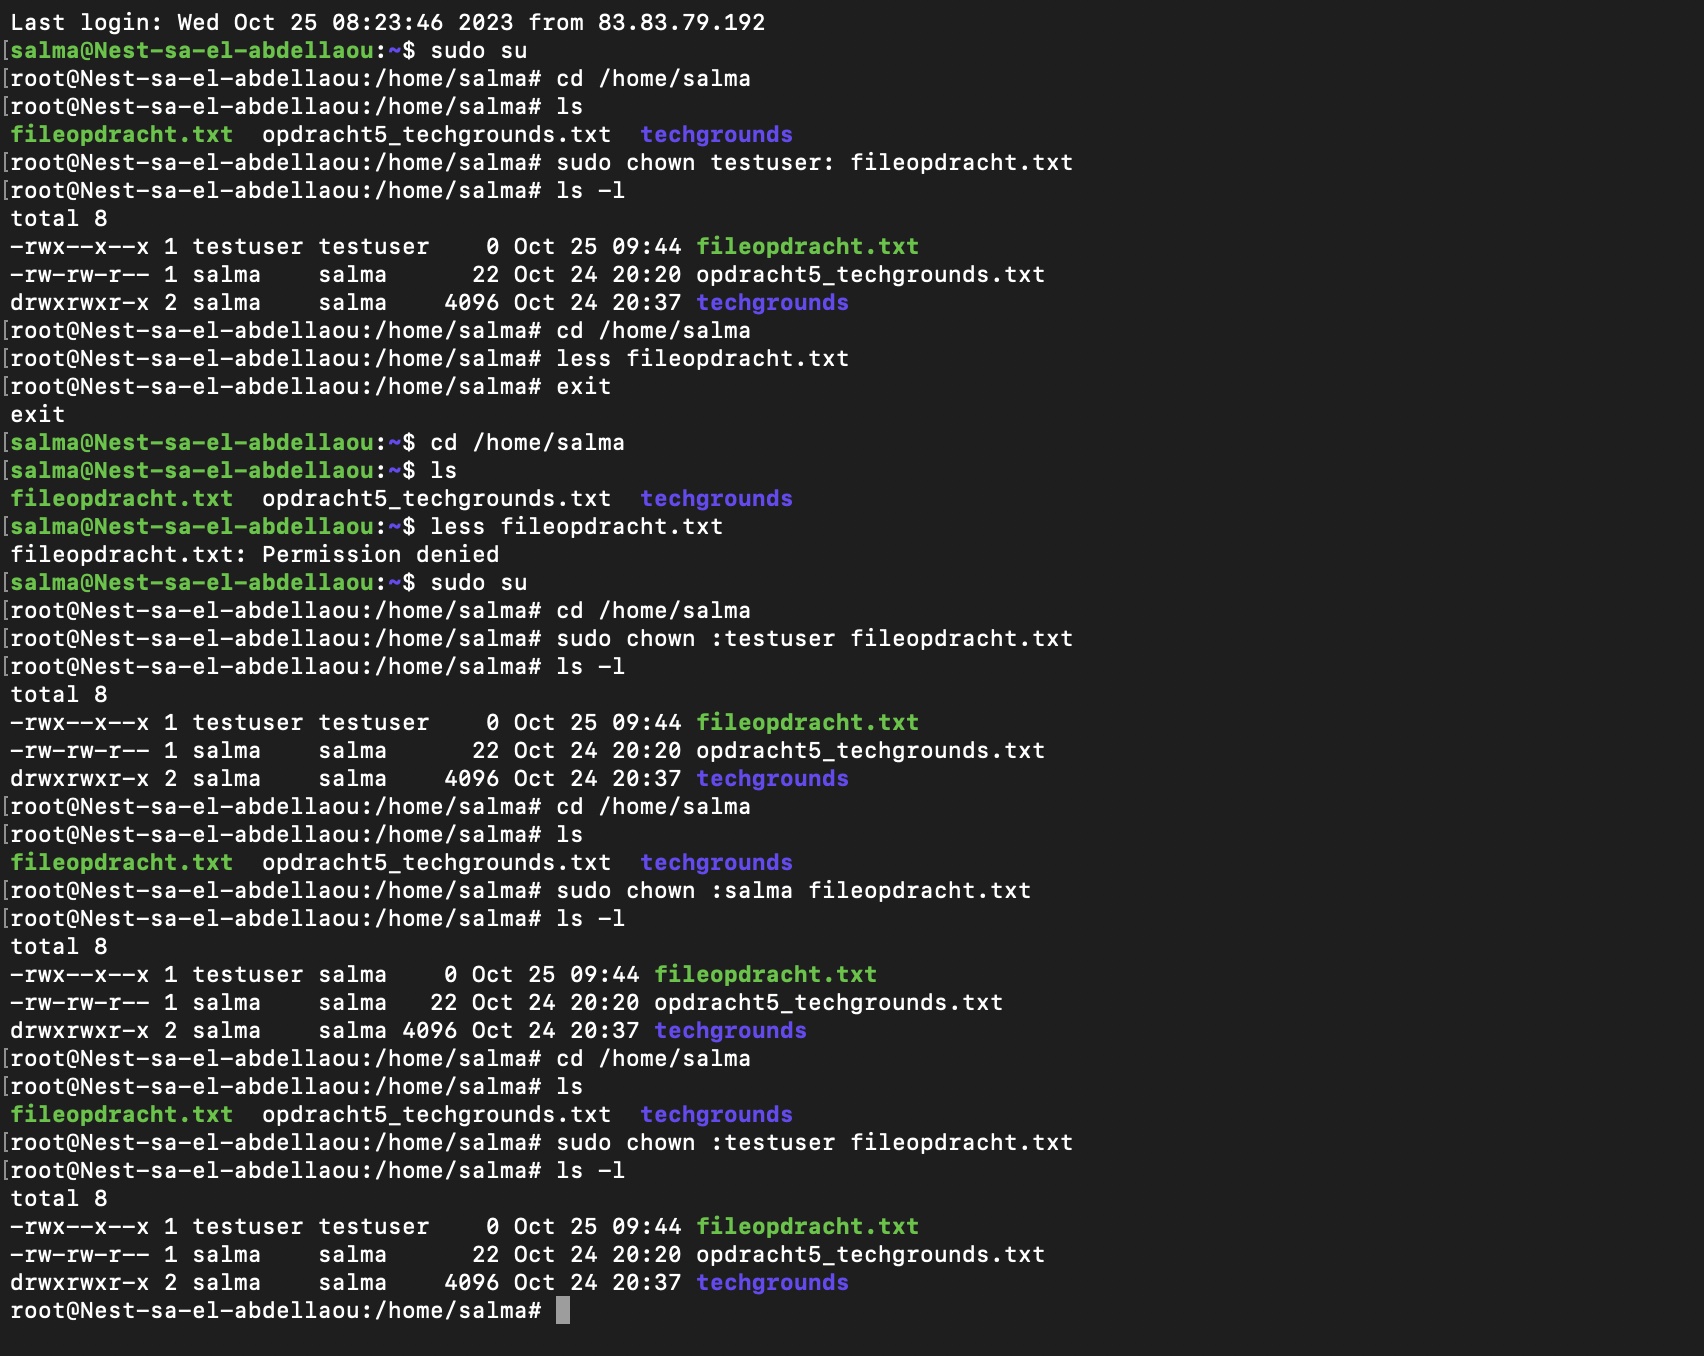 Last login: Wed Oct 25 08:23:46 2023 from 83.83.79.192
[salma@Nest-sa-el-abdellaou:~$ sudo su
[root@Nest-sa-el-abdellaou:/home/salma# cd /home/salma
[root@Nest-sa-el-abdellaou:/home/salma# ls
fileopdracht.txt  opdracht5_techgrounds.txt  techgrounds
[root@Nest-sa-el-abdellaou:/home/salma# sudo chown testuser: fileopdracht.txt
[root@Nest-sa-el-abdellaou:/home/salma# ls -l
total 8
-rwx--x--x 1 testuser testuser    0 Oct 25 09:44 fileopdracht.txt
-rw-rw-r-- 1 salma    salma      22 Oct 24 20:20 opdracht5_techgrounds.txt
drwxrwxr-x 2 salma    salma    4096 Oct 24 20:37 techgrounds
[root@Nest-sa-el-abdellaou:/home/salma# cd /home/salma
[root@Nest-sa-el-abdellaou:/home/salma# less fileopdracht.txt
[root@Nest-sa-el-abdellaou:/home/salma# exit
exit
[salma@Nest-sa-el-abdellaou:~$ cd /home/salma
[salma@Nest-sa-el-abdellaou:~$ ls
fileopdracht.txt  opdracht5_techgrounds.txt  techgrounds
[salma@Nest-sa-el-abdellaou:~$ less fileopdracht.txt
fileopdracht.txt: Permission denied
[salma@Nest-sa-el-abdellaou:~$ sudo su
[root@Nest-sa-el-abdellaou:/home/salma# cd /home/salma
[root@Nest-sa-el-abdellaou:/home/salma# sudo chown :testuser fileopdracht.txt
[root@Nest-sa-el-abdellaou:/home/salma# ls -l
total 8
-rwx--x--x 1 testuser testuser    0 Oct 25 09:44 fileopdracht.txt
-rw-rw-r-- 1 salma    salma      22 Oct 24 20:20 opdracht5_techgrounds.txt
drwxrwxr-x 2 salma    salma    4096 Oct 24 20:37 techgrounds
[root@Nest-sa-el-abdellaou:/home/salma# cd /home/salma
[root@Nest-sa-el-abdellaou:/home/salma# ls
fileopdracht.txt  opdracht5_techgrounds.txt  techgrounds
[root@Nest-sa-el-abdellaou:/home/salma# sudo chown :salma fileopdracht.txt
[root@Nest-sa-el-abdellaou:/home/salma# ls -l
total 8
-rwx--x--x 1 testuser salma    0 Oct 25 09:44 fileopdracht.txt
-rw-rw-r-- 1 salma    salma   22 Oct 24 20:20 opdracht5_techgrounds.txt
drwxrwxr-x 2 salma    salma 4096 Oct 24 20:37 techgrounds
[root@Nest-sa-el-abdellaou:/home/salma# cd /home/salma
[root@Nest-sa-el-abdellaou:/home/salma# ls
fileopdracht.txt  opdracht5_techgrounds.txt  techgrounds
[root@Nest-sa-el-abdellaou:/home/salma# sudo chown :testuser fileopdracht.txt
[root@Nest-sa-el-abdellaou:/home/salma# ls -l
total 8
-rwx--x--x 1 testuser testuser    0 Oct 25 09:44 fileopdracht.txt
-rw-rw-r-- 1 salma    salma      22 Oct 24 20:20 opdracht5_techgrounds.txt
drwxrwxr-x 2 salma    salma    4096 Oct 24 20:37 techgrounds
root@Nest-sa-el-abdellaou:/home/salma#